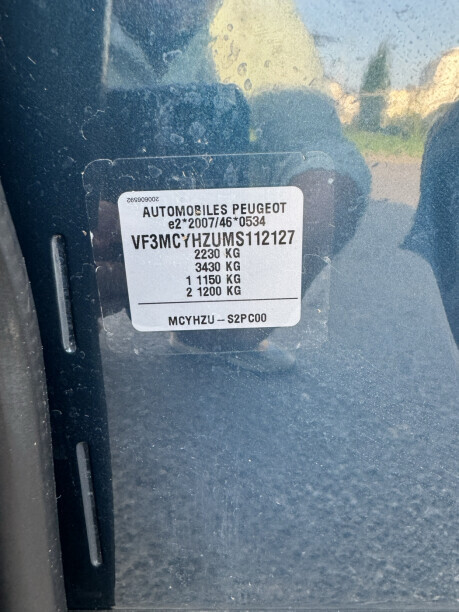 200606592
AUTOMOBILES PEUGEOT
e2*2007/46*0534
VF3MCYHZUMS112127
2230 KG
3430 KG
1 1150 KG
2 1200 KG
MCYHZU - S2PC00